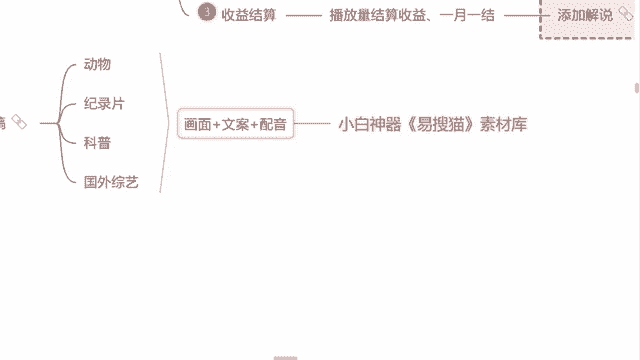 3 收益结算 播放量结算收益、一月一结 添加解说
动物
纪录片
稿 画面+文案+配音 小白神器《易搜猫》素材库
科普
国外综艺